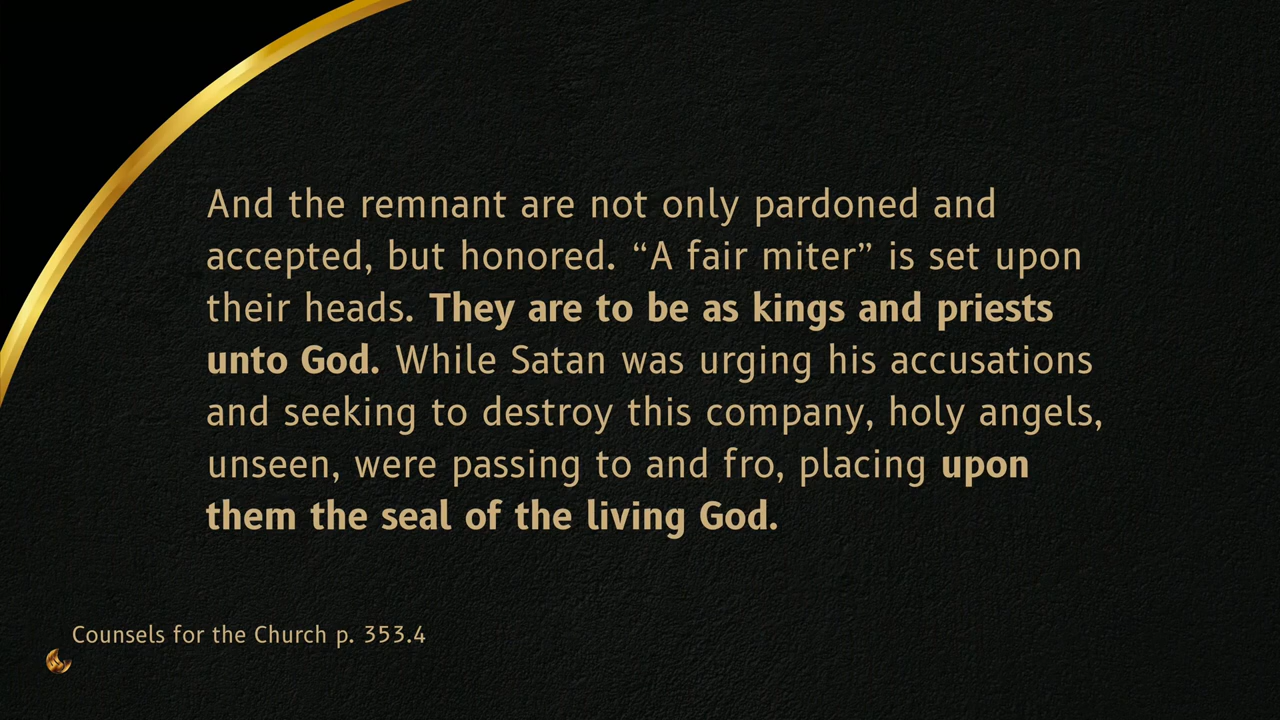 And the remnant are not only pardoned and
accepted, but honored. “A fair miter” is set upon
their heads. They are to be as kings and priests
unto God. While Satan was urging his accusations
and seeking to destroy this company, holy angels,
unseen, were passing to and fro, placing upon
them the seal of the living God.
Counsels for the Church p. 353.4